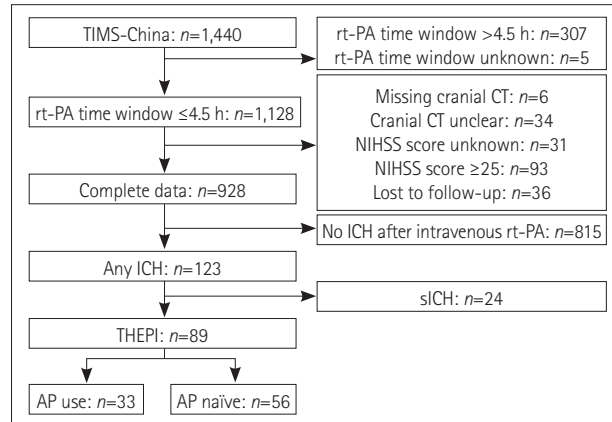 TIMS-China: n=1,440
rt-PA time window >4.5 h: n=307
rt-PA time window unknown: n=5
rt-PA time window ≤4.5 h: n=1,128
Missing cranial CT: n=6
Cranial CT unclear: n=34
NIHSS score unknown: n=31
NIHSS score ≥25: n=93
Lost to follow-up: n=36
Complete data: n=928
No ICH after intravenous rt-PA: n=815
Any ICH: n=123
sICH: n=24
THEPI: n=89
AP use: n=33
AP naïve: n=56